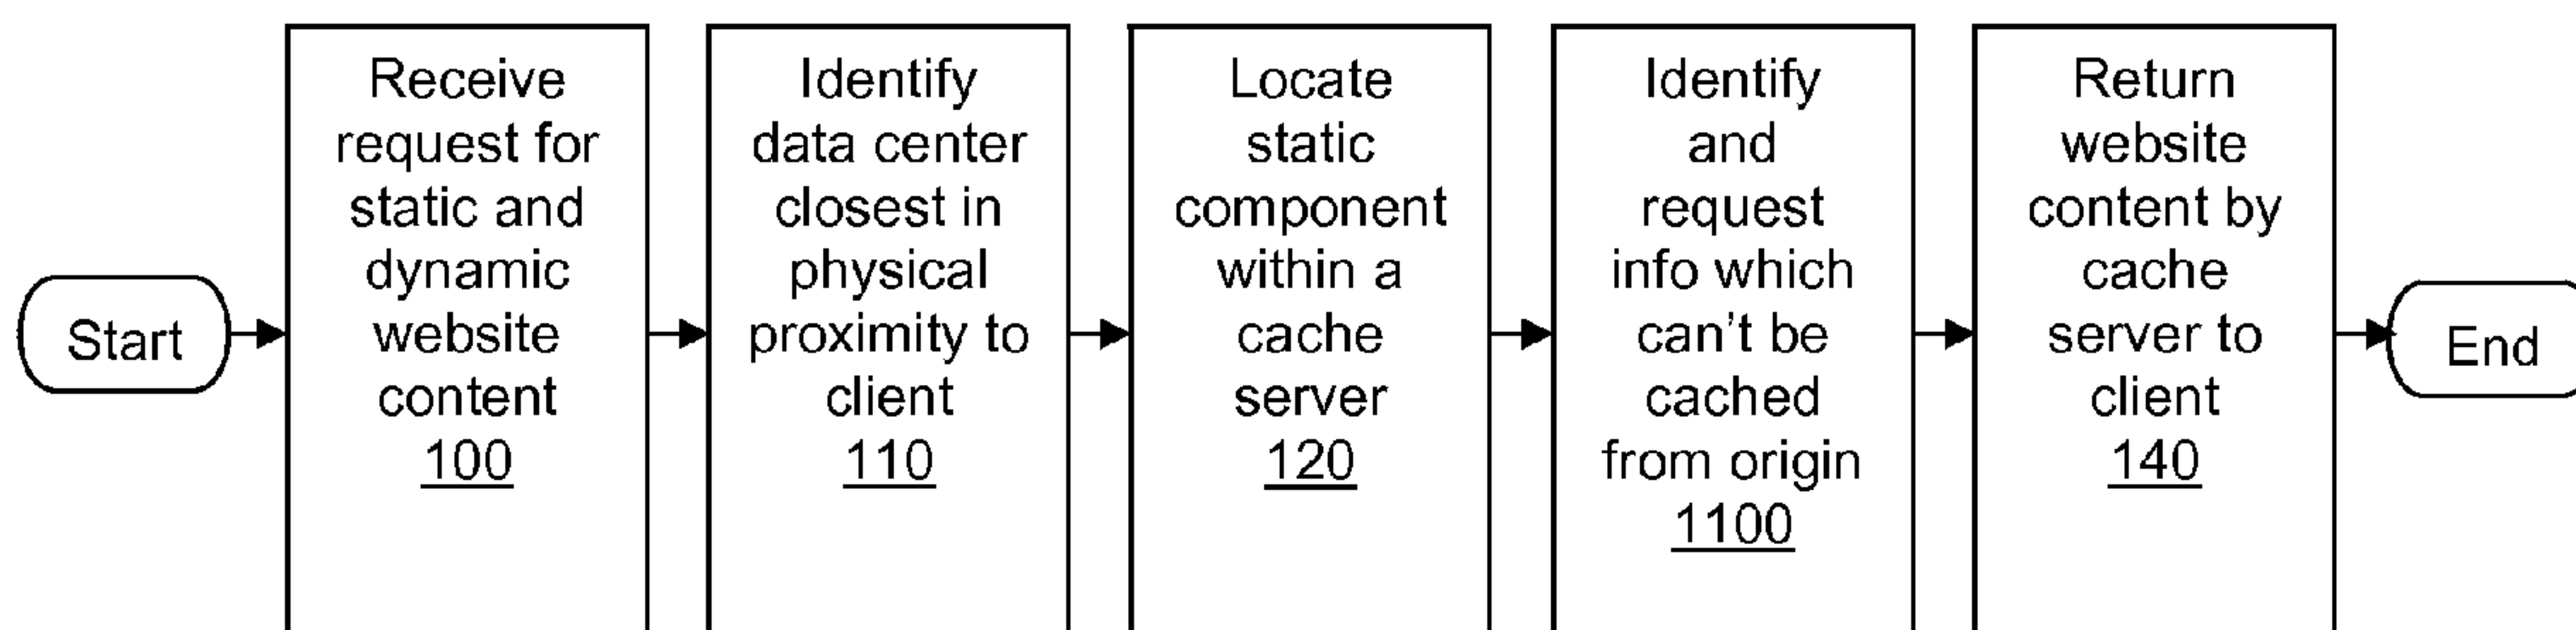 Start
Receive
request for
static and
dynamic
website
content
100
Identify
data center
closest in
physical
proximity to
client
110
Locate
static
component
within a
cache
server
120
Identify
and
request
info which
can't be
cached
from origin
1100
Return
website
content by
cache
server to
client
140
End